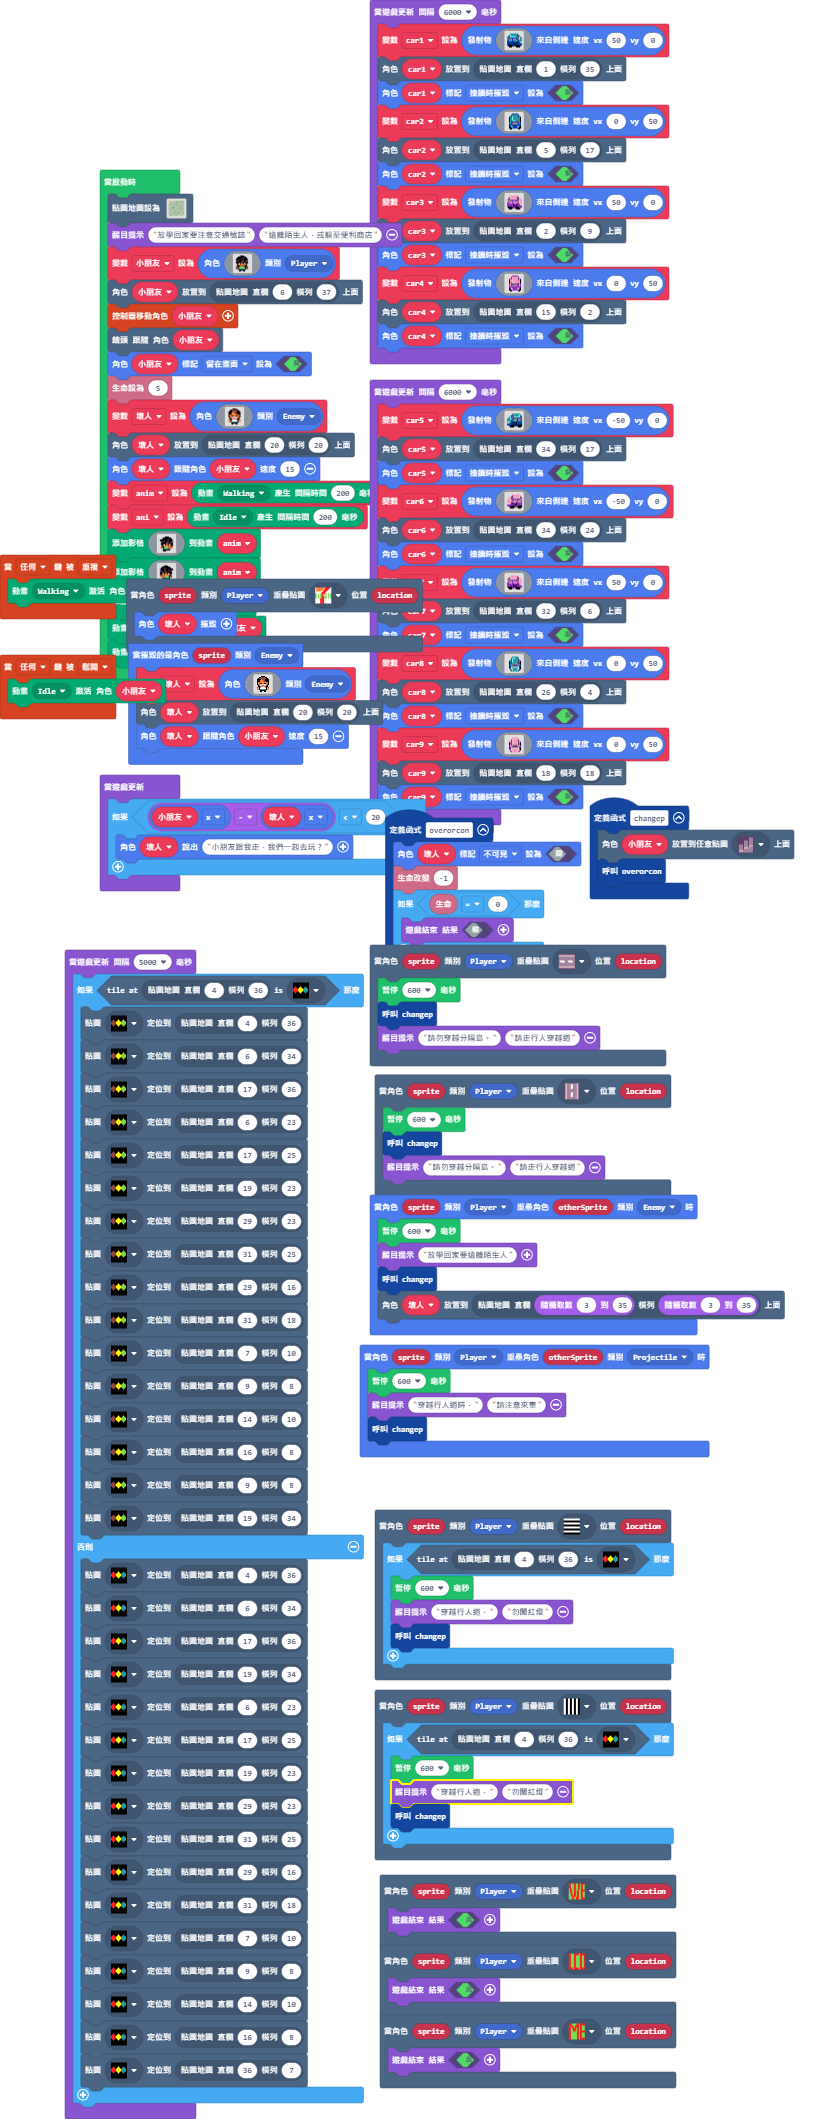 當遊戲更新 間隔 6000 毫秒
變數 car1 設為 發射物 來自側邊 速度 vx 50 vy 0
角色 car1 放置到 貼圖地圖 直欄 1 橫列 35 上面
角色 car1 標記 撞牆時摧毀 設為
變數 car2 設為 發射物 來自側邊 速度 vx 0 vy 50
角色 car2 放置到 貼圖地圖 直欄 5 橫列 17 上面
角色 car2 標記 撞牆時摧毀 設為
變數 car3 設為 發射物 來自側邊 速度 vx 50 vy 0
角色 car3 放置到 貼圖地圖 直欄 2 橫列 9 上面
角色 car3 標記 撞牆時摧毀 設為
變數 car4 設為 發射物 來自側邊 速度 vx 0 vy 50
角色 car4 放置到 貼圖地圖 直欄 15 橫列 2 上面
角色 car4 標記 撞牆時摧毀 設為
當啟動時
貼圖地圖設為
醒目提示 "放學回家要注意交通號誌" "遠離陌生人，或躲至便利商店"
變數 小朋友 設為 角色 類別 Player
角色 小朋友 放置到 貼圖地圖 直欄 6 橫列 37 上面
控制器移動角色 小朋友
鏡頭 跟隨 角色 小朋友
角色 小朋友 標記 留在畫面 設為
生命設為 5
變數 壞人 設為 角色 類別 Enemy
角色 壞人 放置到 貼圖地圖 直欄 20 橫列 20 上面
角色 壞人 跟隨角色 小朋友 速度 15
變數 anim 設為 動畫 Walking 產生 間隔時間 200
變數 ani 設為 動畫 Idle 產生 間隔時間 200 毫秒
添加影格 到動畫 anim
添加影格 到動畫 anim
當遊戲更新 間隔 6000 毫秒
變數 car5 設為 發射物 來自側邊 速度 vx -50 vy 0
角色 car5 放置到 貼圖地圖 直欄 34 橫列 17 上面
角色 car5 標記 撞牆時摧毀 設為
變數 car6 設為 發射物 來自側邊 速度 vx -50 vy 0
角色 car6 放置到 貼圖地圖 直欄 34 橫列 24 上面
角色 car6 標記 撞牆時摧毀 設為
設為 發射物 來自側邊 速度 vx 50 vy 0
car7 放置到 貼圖地圖 直欄 32 橫列 6 上面
car7 標記 撞牆時摧毀 設為
變數 car8 設為 發射物 來自側邊 速度 vx 0 vy 50
角色 car8 放置到 貼圖地圖 直欄 26 橫列 4 上面
角色 car8 標記 撞牆時摧毀 設為
變數 car9 設為 發射物 來自側邊 速度 vx 0 vy 50
角色 car9 放置到 貼圖地圖 直欄 18 橫列 18 上面
car9 標記 撞牆時摧毀 設為
當 任何 鍵 被 重複
動畫 Walking 激活 角色
當 任何 鍵 被 鬆開
動畫 Idle 激活 角色 小朋友
當角色 sprite 類別 Player 重疊貼圖 位置 location
角色 壞人 摧毀
當摧毀的是角色 sprite 類別 Enemy
壞人 設為 角色 類別 Enemy
角色 壞人 放置到 貼圖地圖 直欄 20 橫列 20 上面
角色 壞人 跟隨角色 小朋友 速度 15
當遊戲更新
如果 小朋友 x - 壞人 x < 20
角色 壞人 說出 "小朋友跟我走，我們一起去玩？"
定義函式 overorcon
角色 壞人 標記 不可見 設為
生命改變 -1
如果 生命 = 0 那麼
遊戲結束 結果
定義函式 changep
角色 小朋友 放置到任意貼圖 上面
呼叫 overorcon
當遊戲更新 間隔 5000 毫秒
如果 tile at 貼圖地圖 直欄 4 橫列 36 is 那麼
貼圖 定位到 貼圖地圖 直欄 4 橫列 36
貼圖 定位到 貼圖地圖 直欄 6 橫列 34
貼圖 定位到 貼圖地圖 直欄 17 橫列 36
貼圖 定位到 貼圖地圖 直欄 6 橫列 23
貼圖 定位到 貼圖地圖 直欄 17 橫列 25
貼圖 定位到 貼圖地圖 直欄 19 橫列 23
貼圖 定位到 貼圖地圖 直欄 29 橫列 23
貼圖 定位到 貼圖地圖 直欄 31 橫列 25
貼圖 定位到 貼圖地圖 直欄 29 橫列 16
貼圖 定位到 貼圖地圖 直欄 31 橫列 18
貼圖 定位到 貼圖地圖 直欄 7 橫列 10
貼圖 定位到 貼圖地圖 直欄 9 橫列 8
貼圖 定位到 貼圖地圖 直欄 14 橫列 10
貼圖 定位到 貼圖地圖 直欄 16 橫列 8
貼圖 定位到 貼圖地圖 直欄 9 橫列 8
貼圖 定位到 貼圖地圖 直欄 19 橫列 34
否則
貼圖 定位到 貼圖地圖 直欄 4 橫列 36
貼圖 定位到 貼圖地圖 直欄 6 橫列 34
貼圖 定位到 貼圖地圖 直欄 17 橫列 36
貼圖 定位到 貼圖地圖 直欄 19 橫列 34
貼圖 定位到 貼圖地圖 直欄 6 橫列 23
貼圖 定位到 貼圖地圖 直欄 17 橫列 25
貼圖 定位到 貼圖地圖 直欄 19 橫列 23
貼圖 定位到 貼圖地圖 直欄 29 橫列 23
貼圖 定位到 貼圖地圖 直欄 31 橫列 25
貼圖 定位到 貼圖地圖 直欄 29 橫列 16
貼圖 定位到 貼圖地圖 直欄 31 橫列 18
貼圖 定位到 貼圖地圖 直欄 7 橫列 10
貼圖 定位到 貼圖地圖 直欄 9 橫列 8
貼圖 定位到 貼圖地圖 直欄 14 橫列 10
貼圖 定位到 貼圖地圖 直欄 16 橫列 8
貼圖 定位到 貼圖地圖 直欄 36 橫列 7
當角色 sprite 類別 Player 重疊貼圖 位置 location
暫停 600 毫秒
呼叫 changep
醒目提示 "請勿穿越分隔島。" "請走行人穿越道"
當角色 sprite 類別 Player 重疊貼圖 位置 location
暫停 600 毫秒
呼叫 changep
醒目提示 "請勿穿越分隔島。" "請走行人穿越道"
當角色 sprite 類別 Player 重疊角色 otherSprite 類別 Enemy 時
暫停 600 毫秒
醒目提示 "放學回家要遠離陌生人"
呼叫 changep
角色 壞人 放置到 貼圖地圖 直欄 隨機取數 3 到 35 橫列 隨機取數 3 到 35 上面
當角色 sprite 類別 Player 重疊角色 otherSprite 類別 Projectile 時
暫停 600 毫秒
醒目提示 "穿越行人道時，" "請注意來車"
呼叫 changep
當角色 sprite 類別 Player 重疊貼圖 位置 location
如果 tile at 貼圖地圖 直欄 4 橫列 36 is 那麼
暫停 600 毫秒
醒目提示 "穿越行人道，" "勿闖紅燈"
呼叫 changep
當角色 sprite 類別 Player 重疊貼圖 位置 location
如果 tile at 貼圖地圖 直欄 4 橫列 36 is 那麼
暫停 600 毫秒
醒目提示 "穿越行人道，" "勿闖紅燈"
呼叫 changep
當角色 sprite 類別 Player 重疊貼圖 位置 location
遊戲結束 結果
當角色 sprite 類別 Player 重疊貼圖 位置 location
遊戲結束 結果
當角色 sprite 類別 Player 重疊貼圖 位置 location
遊戲結束 結果